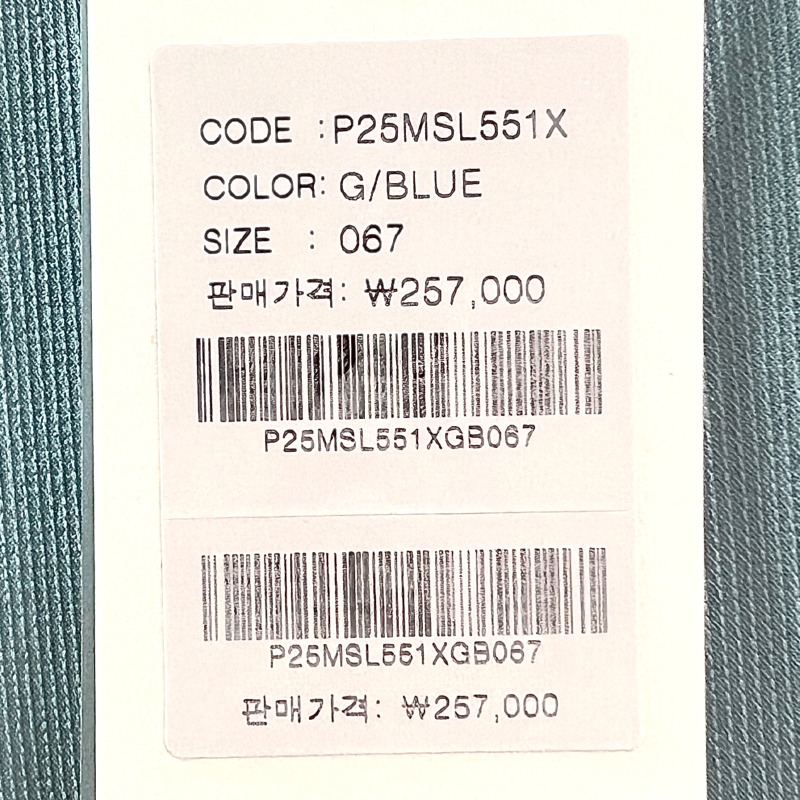 CODE :P25MSL551X
COLOR: G/BLUE
SIZE : 067
판매가격: ₩257,000
P25MSL551XGB067
P25MSL551XGB067
판매가격: ₩257,000